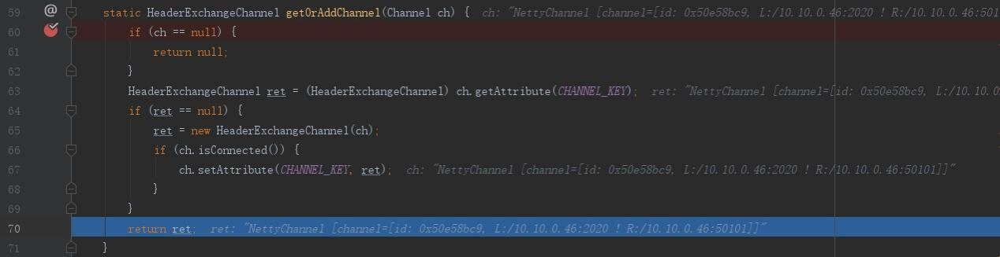 59 @ static HeaderExchangeChannel getOrAddChannel(Channel ch) { ch: "NettyChannel [channel=[id: 0x50e58bc9, L:/10.10.0.46:2020 ! R:/10.10.0.46:501
60 if (ch == null) {
61 return null;
62 }
63 HeaderExchangeChannel ret = (HeaderExchangeChannel) ch.getAttribute(CHANNEL_KEY); ret: "NettyChannel [channel=[id: 0x50e58bc9, L:/10.10.0
64 if (ret == null) {
65 ret = new HeaderExchangeChannel(ch);
66 if (ch.isConnected()) {
67 ch.setAttribute(CHANNEL_KEY, ret); ch: "NettyChannel [channel=[id: 0x50e58bc9, L:/10.10.0.46:2020 ! R:/10.10.0.46:50101]]"
68 }
69 }
70 return ret; ret: "NettyChannel [channel=[id: 0x50e58bc9, L:/10.10.0.46:2020 ! R:/10.10.0.46:50101]]"
71 }